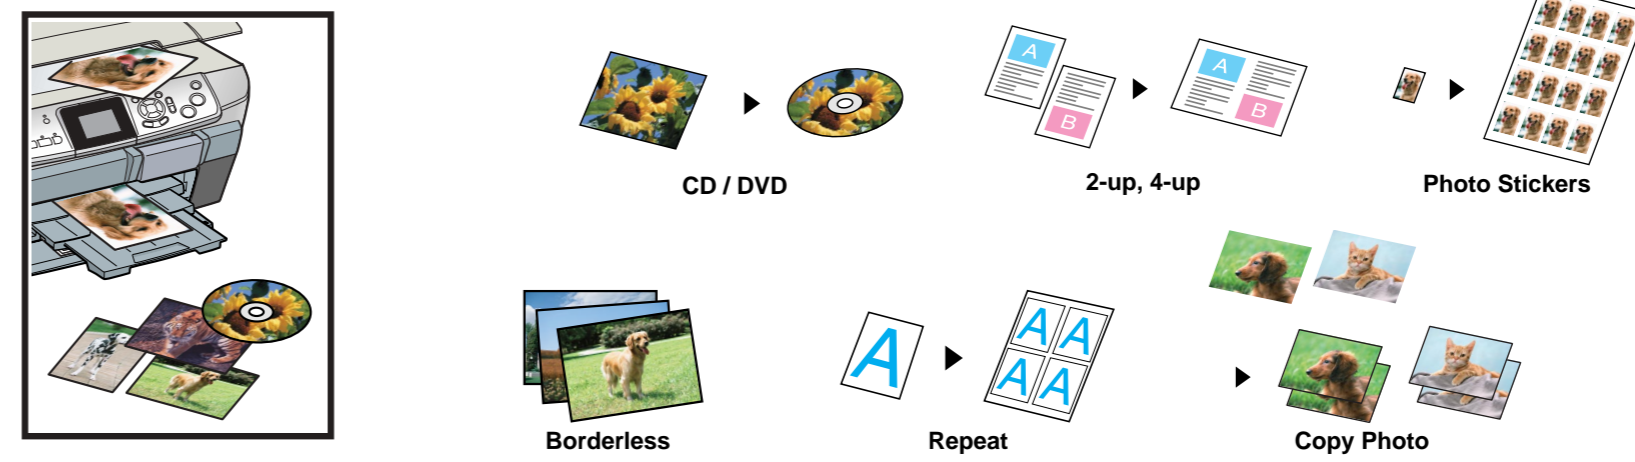 A
B
A
B
CD / DVD
2-up, 4-up
Photo Stickers
A
A A
A A
Borderless
Repeat
Copy Photo